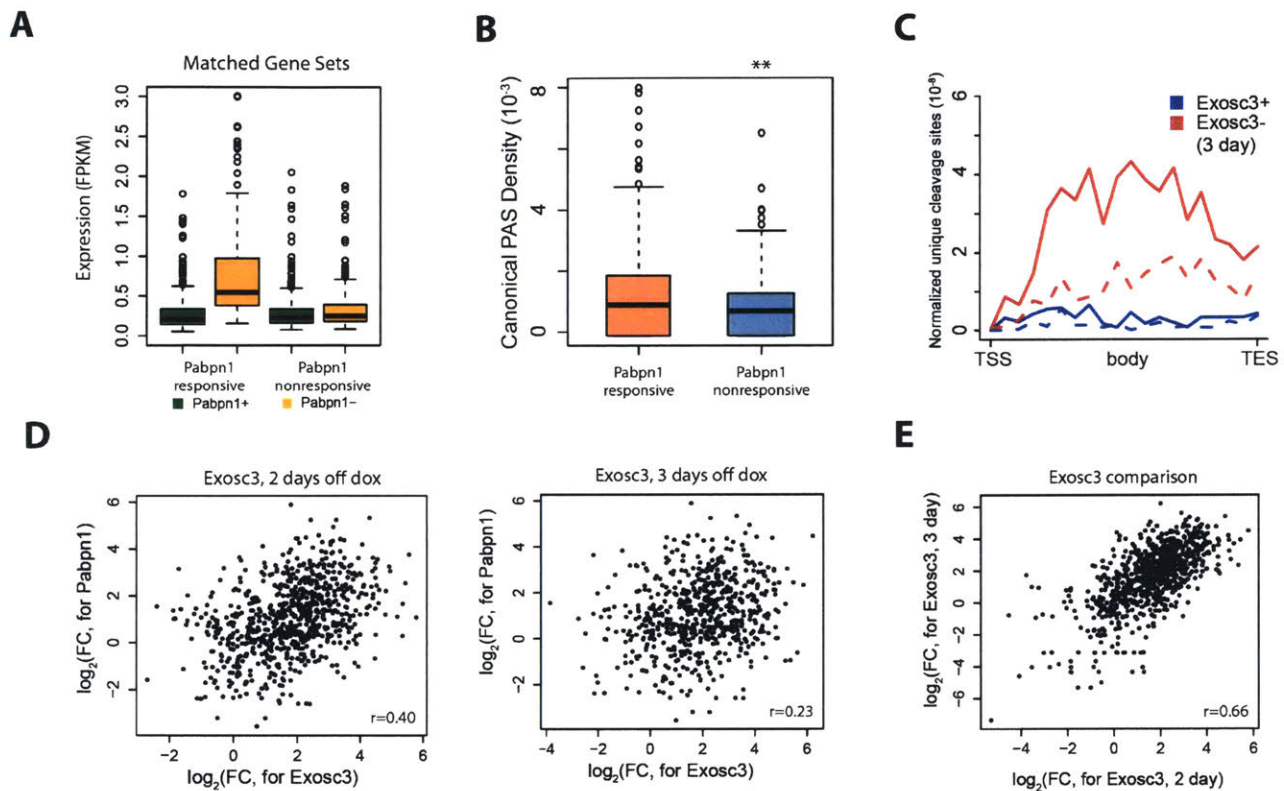 A
Matched Gene Sets
Expression (FPKM)
3.0
2.5
2.0
1.5
1.0
0.5
0.0
Pabpn1
responsive
Pabpn1
nonresponsive
Pabpn1+
Pabpn1−
B
**
Canonical PAS Density (10⁻³)
8
4
0
Pabpn1
responsive
Pabpn1
nonresponsive
C
Normalized unique cleavage sites (10⁻⁸)
6
4
2
0
Exosc3+
Exosc3-
(3 day)
TSS
body
TES
D
Exosc3, 2 days off dox
log₂(FC, for Pabpn1)
6
4
2
0
−2
r=0.40
−2 0 2 4 6
log₂(FC, for Exosc3)
Exosc3, 3 days off dox
log₂(FC, for Pabpn1)
6
4
2
0
−2
r=0.23
−4 −2 0 2 4 6
log₂(FC, for Exosc3)
E
Exosc3 comparison
log₂(FC, for Exosc3, 3 day)
6
4
2
0
−2
−4
−6
r=0.66
−4 −2 0 2 4 6
log₂(FC, for Exosc3, 2 day)